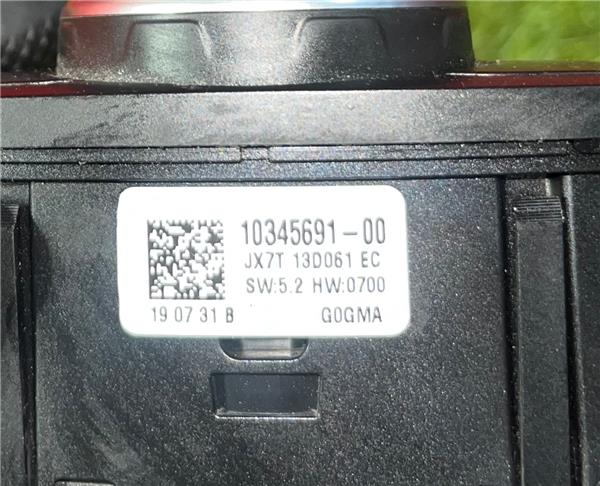 10345691-00
JX7T 13D061 EC
SW:5.2 HW:0700
19 07 31 B G0GMA